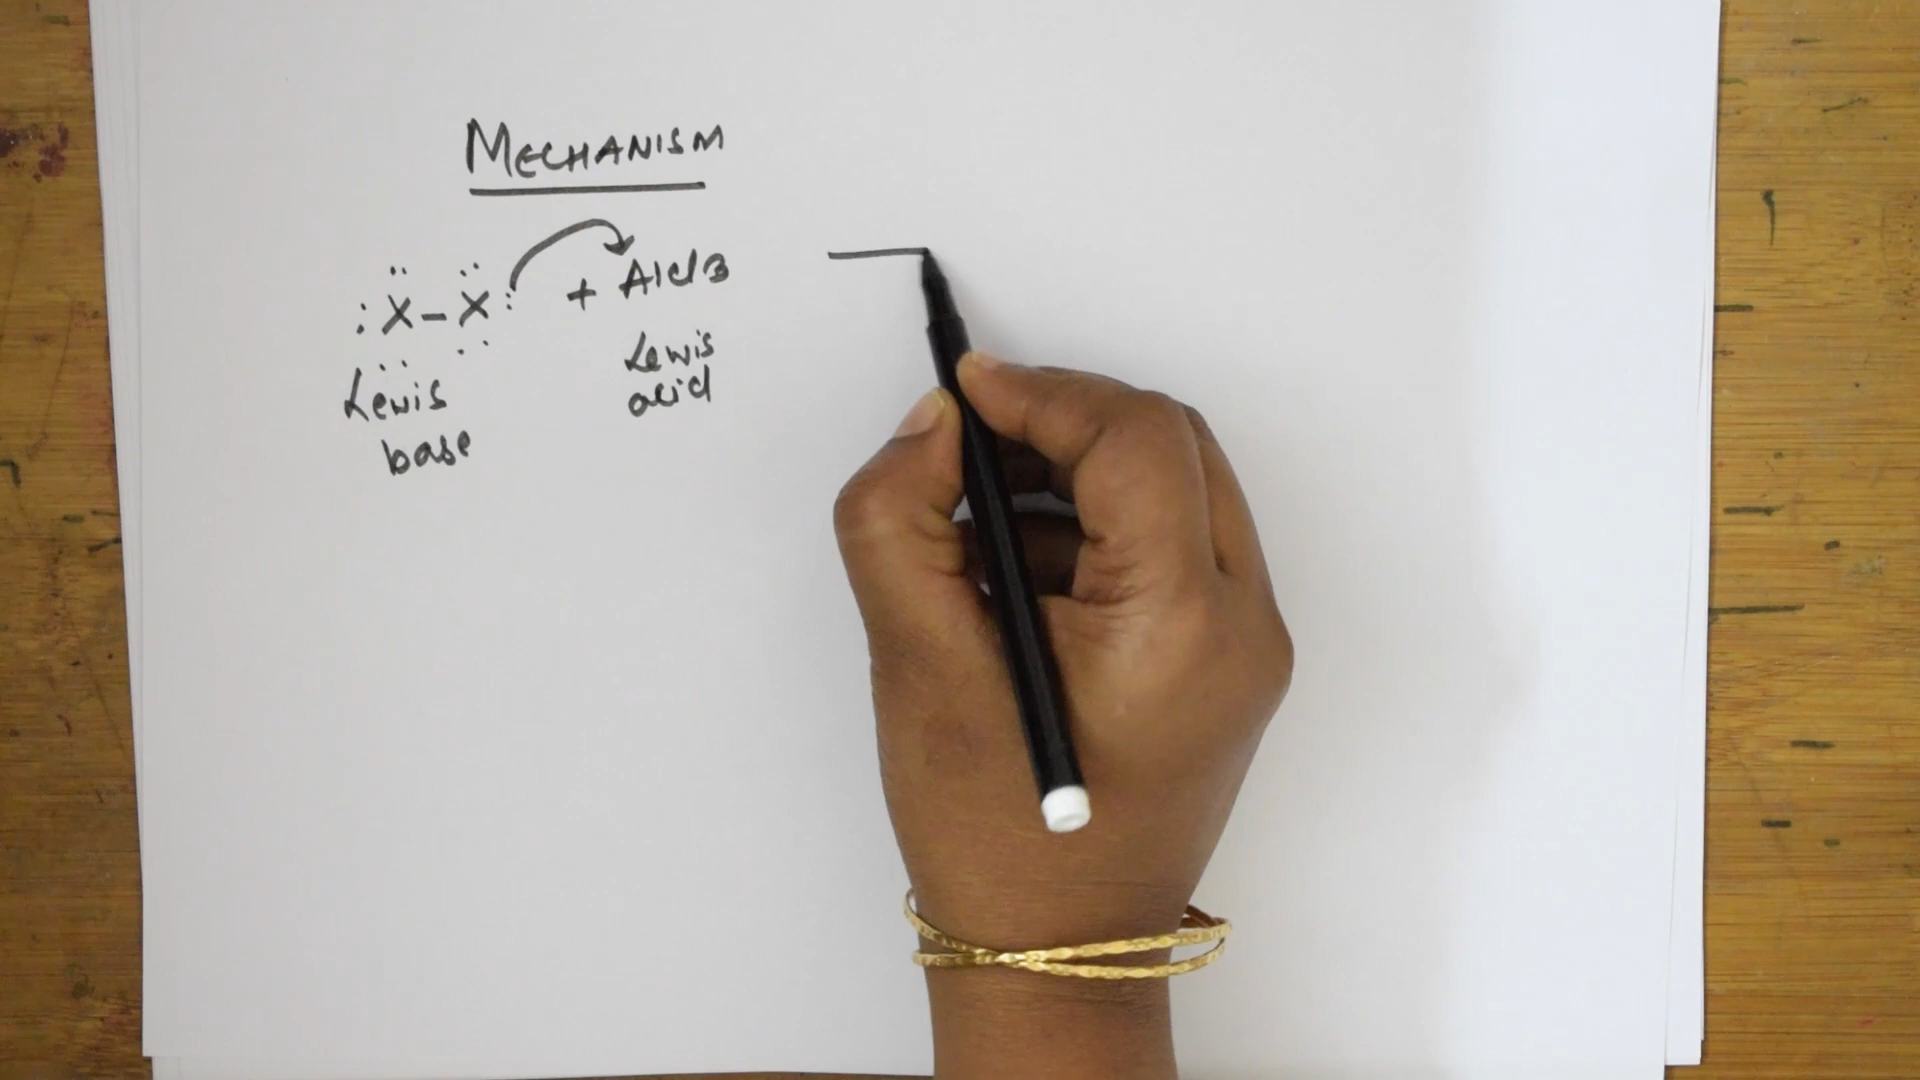 MECHANISM
:X-X: + AlCl3
Lewis
base
Lewis
acid